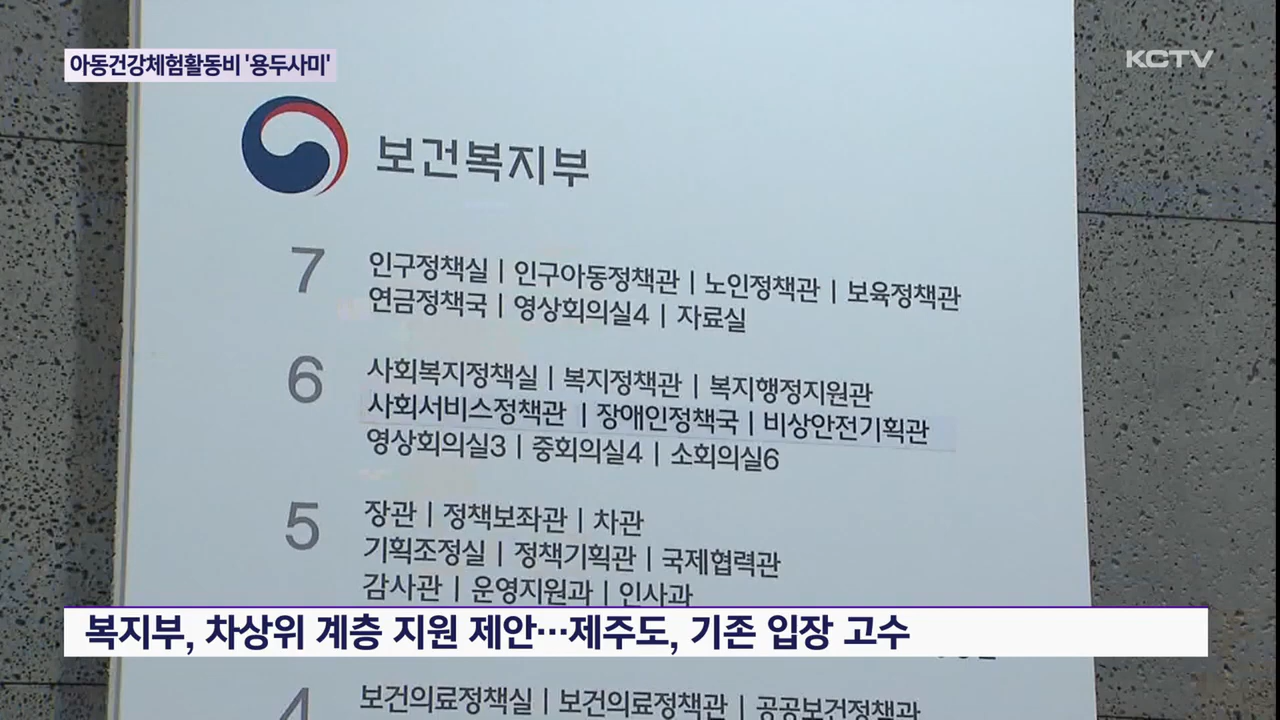 아동건강체험활동비 '용두사미'
KCTV
보건복지부
7
인구정책실 | 인구아동정책관 | 노인정책관 | 보육정책관
연금정책국 | 영상회의실4 | 자료실
6
사회복지정책실 | 복지정책관 | 복지행정지원관
사회서비스정책관 | 장애인정책국 | 비상안전기획관
영상회의실3 | 중회의실4 | 소회의실6
5
장관 | 정책보좌관 | 차관
기획조정실 | 정책기획관 | 국제협력관
감사관 | 운영지원과 | 인사과
복지부, 차상위 계층 지원 제안…제주도, 기존 입장 고수
4
보건의료정책실 | 보건의료정책관 | 공공보건정책관